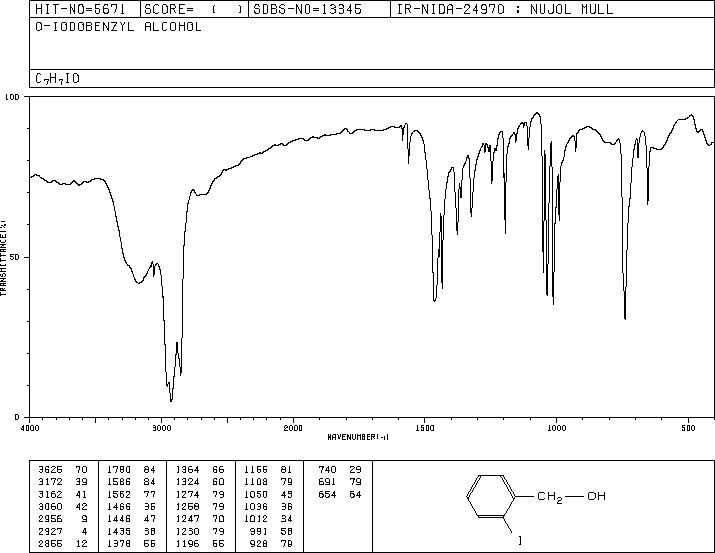 HIT-NO=5671 SCORE= ( ) SDBS-NO=13345 IR-NIDA-24970 : NUJOL MULL
O-IODOBENZYL ALCOHOL
C7H7IO
100
50
0
TRANSMITTANCE(%)
4000 3000 2000 1500 1000 500
WAVENUMBER(-1)
3625 70 1780 84 1364 66 1166 81 740 29
3172 39 1586 84 1324 60 1108 79 691 79
3162 41 1562 77 1274 79 1050 43 654 64
3060 42 1466 36 1258 79 1036 36
2956 9 1446 47 1247 70 1012 34
2927 4 1435 38 1230 79 991 58
2855 12 1378 55 1196 55 928 79
CH2 OH
I